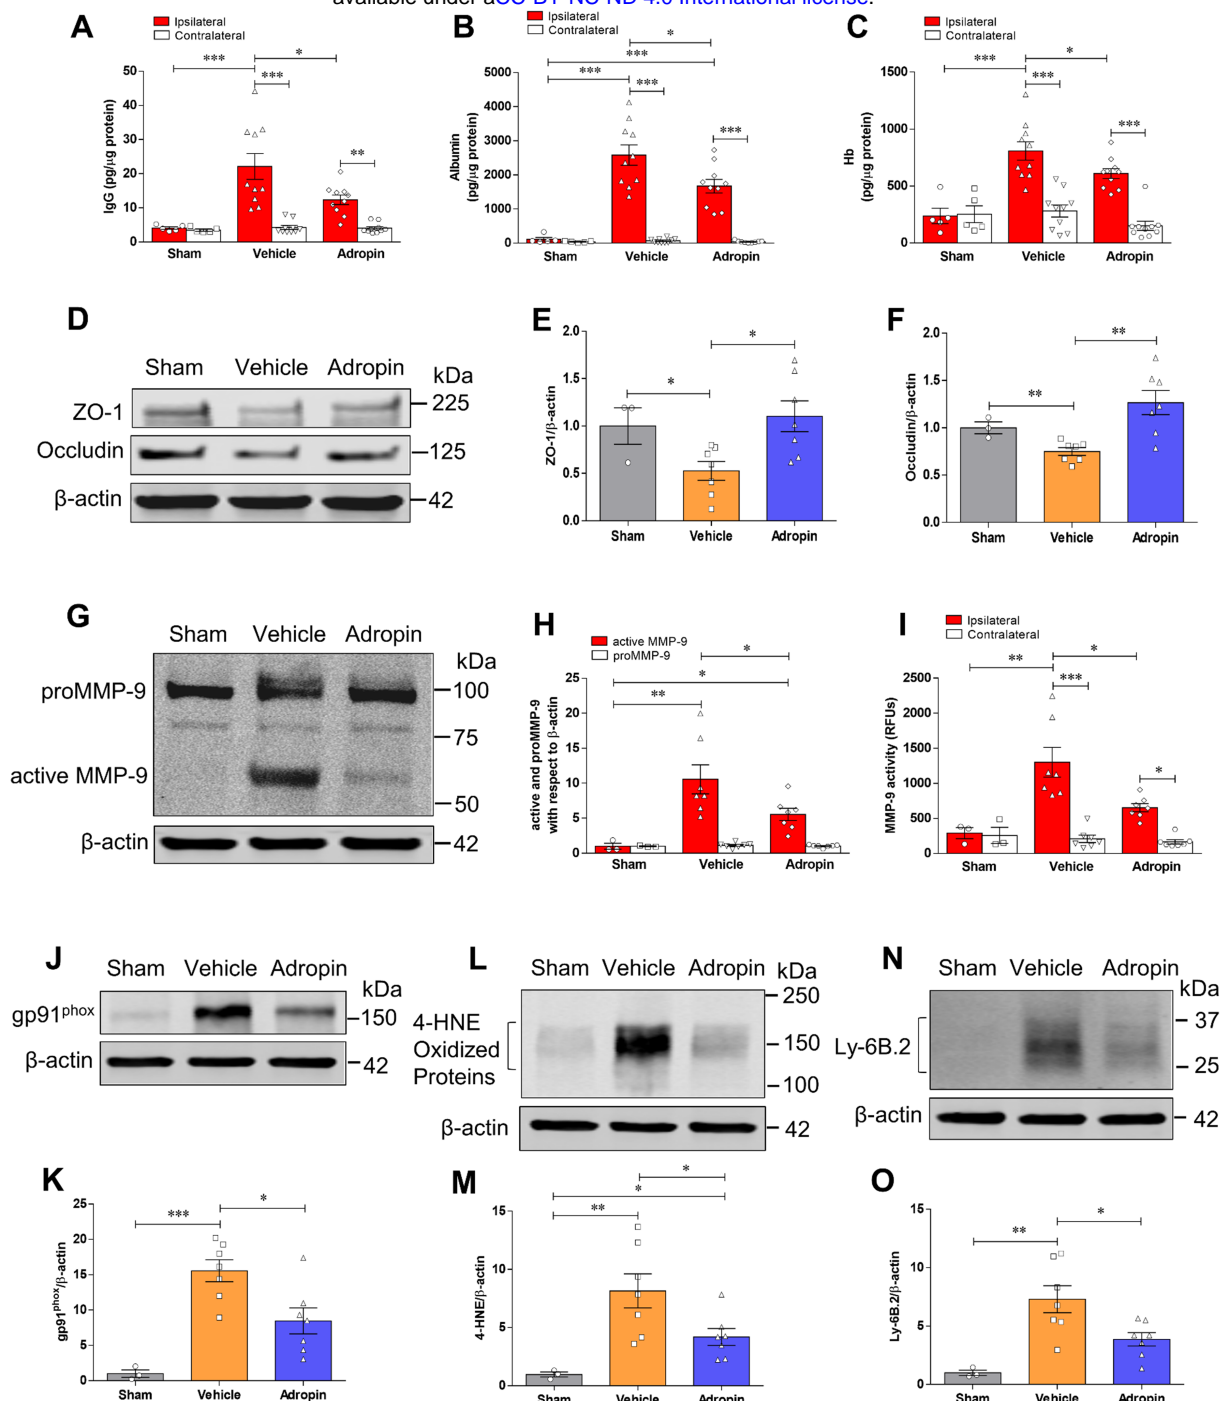 available under aCC-BY-NC-ND 4.0 International license.
A
Ipsilateral
Contralateral
***
*
***
**
IgG (pg/µg protein)
50
40
30
20
10
0
Sham Vehicle Adropin
B
Ipsilateral
Contralateral
*
***
***
***
***
Albumin
(pg/µg protein)
5000
4000
3000
2000
1000
0
Sham Vehicle Adropin
C
Ipsilateral
Contralateral
***
*
***
***
Hb
(pg/µg protein)
1500
1000
500
0
Sham Vehicle Adropin
D
Sham Vehicle Adropin
kDa
ZO-1
225
Occludin
125
β-actin
42
E
*
*
ZO-1/β-actin
2.0
1.5
1.0
0.5
0.0
Sham Vehicle Adropin
F
**
**
Occludin/β-actin
2.0
1.5
1.0
0.5
0.0
Sham Vehicle Adropin
G
Sham Vehicle Adropin
kDa
proMMP-9
100
75
active MMP-9
50
β-actin
42
H
active MMP-9
proMMP-9
*
*
**
active and proMMP-9
with respect to β-actin
25
20
15
10
5
0
Sham Vehicle Adropin
I
Ipsilateral
Contralateral
**
*
***
*
MMP-9 activity (RFUs)
2500
2000
1500
1000
500
0
Sham Vehicle Adropin
J
Sham Vehicle Adropin
kDa
gp91phox
150
β-actin
42
L
Sham Vehicle Adropin
kDa
250
4-HNE
Oxidized
Proteins
150
100
β-actin
42
N
Sham Vehicle Adropin
kDa
37
Ly-6B.2
25
β-actin
42
K
***
*
gp91phox/β-actin
25
20
15
10
5
0
Sham Vehicle Adropin
M
*
*
**
4-HNE/β-actin
15
10
5
0
Sham Vehicle Adropin
O
**
*
Ly-6B.2/β-actin
15
10
5
0
Sham Vehicle Adropin